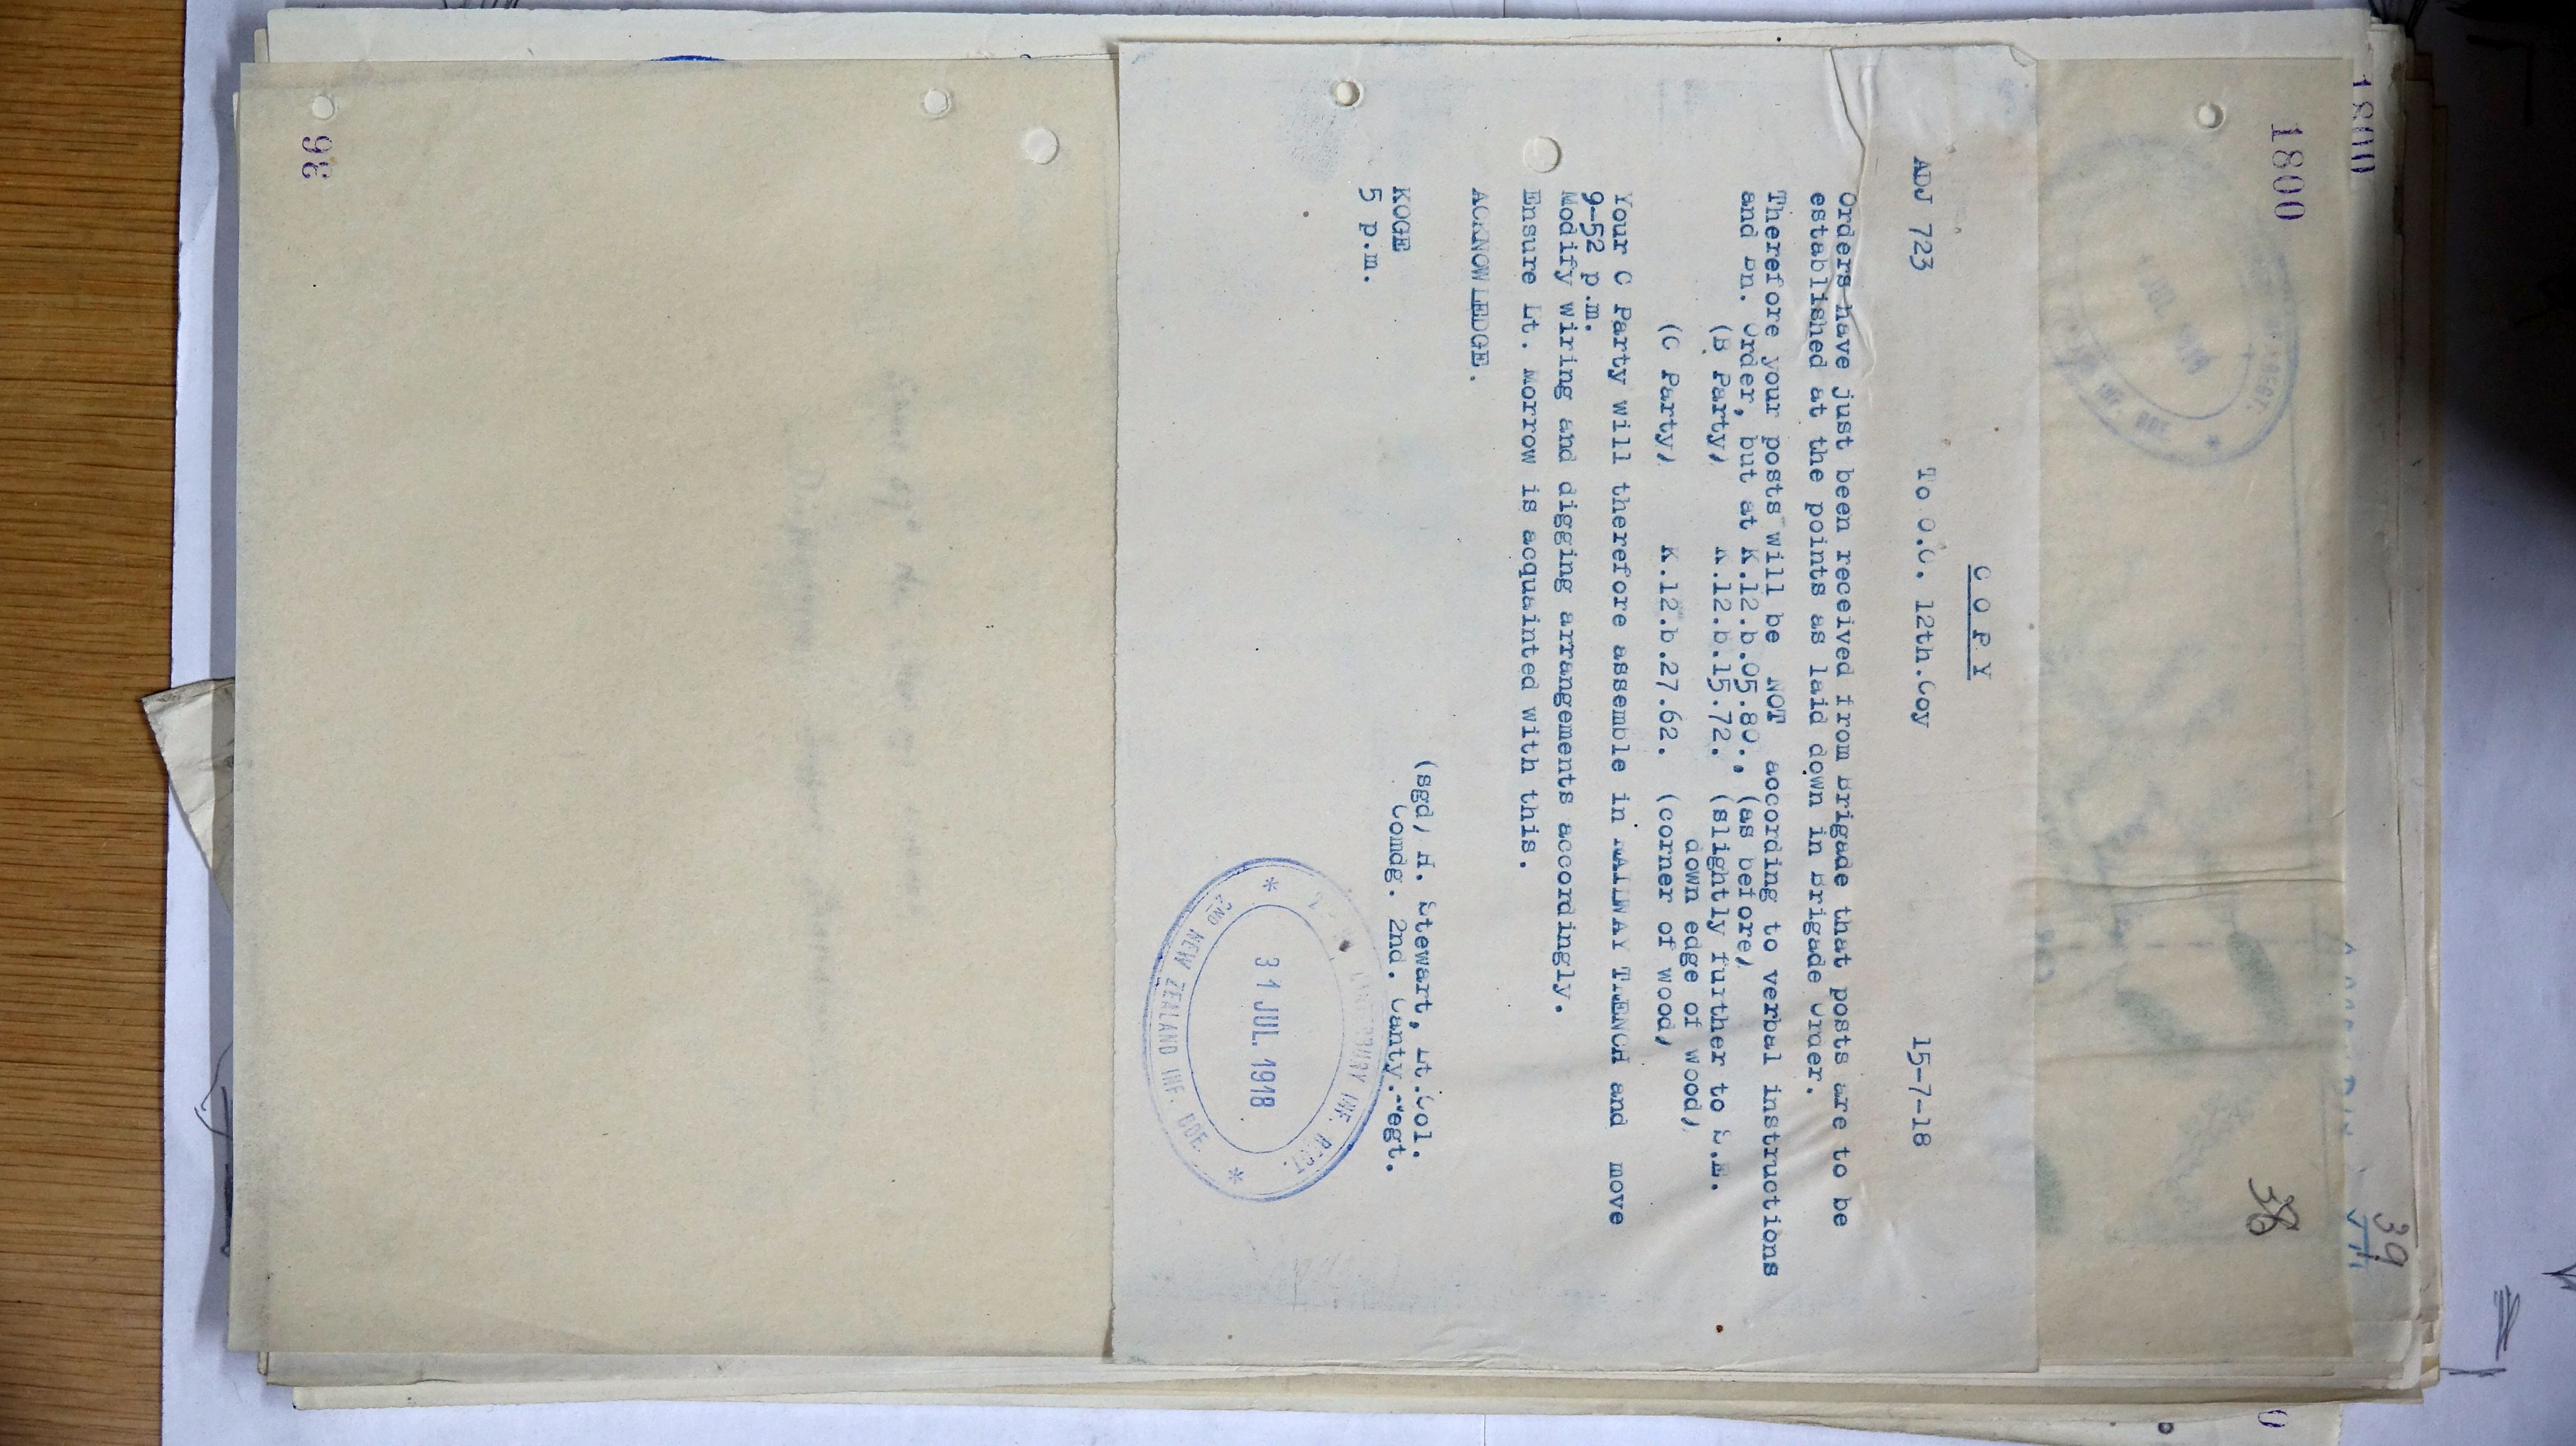 1800
1800
39
38
C O P Y
ADJ 723 To O.C. 12th.Coy 15-7-18
Orders have just been received from Brigade that posts are to be
established at the points as laid down in Brigade Order.
Therefore your posts will be NOT according to verbal instructions
and Bn. Order, but at K.12.b.05.80., (as before)
(B Party) K.12.b.15.72. (slightly further to S.E.
down edge of wood)
(C Party) K.12.b.27.62. (corner of wood)
Your C Party will therefore assemble in RAILWAY TRENCH and move
9-52 p.m.
Modify wiring and digging arrangements accordingly.
Ensure Lt. Morrow is acquainted with this.
ACKNOWLEDGE.
(sgd) H. Stewart, Lt.Col.
KOGE Comdg. 2nd. Canty.Regt.
5 p.m.
CANTERBURY INF. REGT.
31 JUL. 1918
2ND NEW ZEALAND INF. BDE.
36